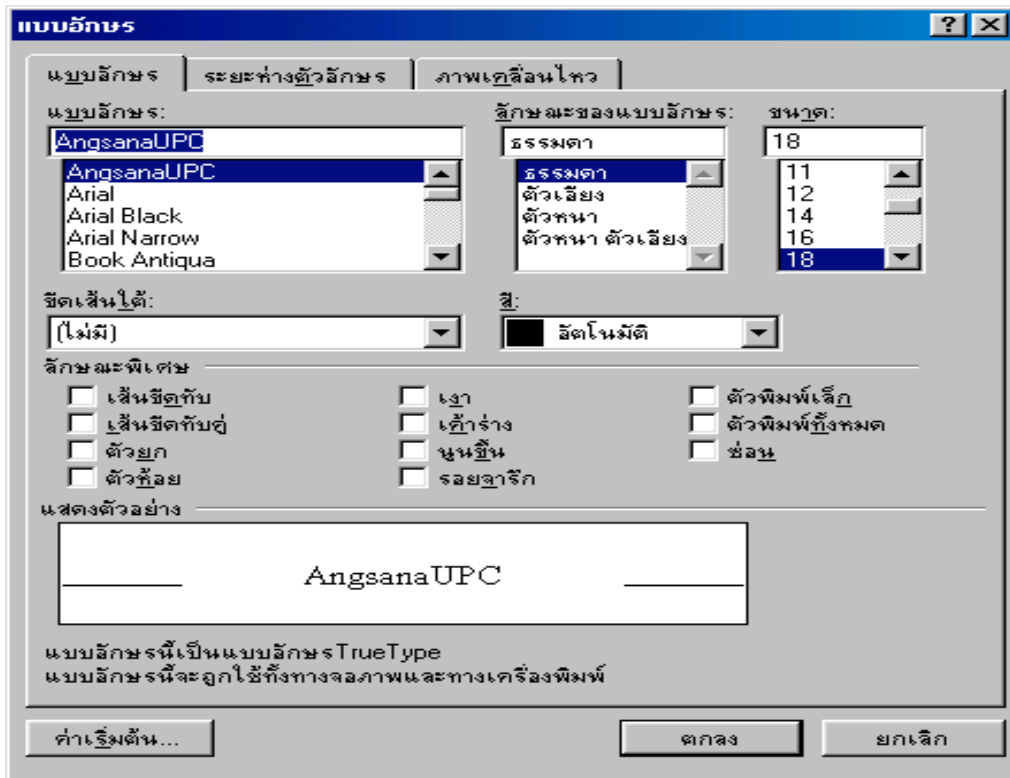 แบบอักษร
แบบอักษร ระยะห่างตัวอักษร ภาพเคลื่อนไหว
แบบอักษร: ลักษณะของแบบอักษร: ขนาด:
AngsanaUPC ธรรมดา 18
AngsanaUPC ธรรมดา 11
Arial ตัวเอียง 12
Arial Black ตัวหนา 14
Arial Narrow ตัวหนา ตัวเอียง 16
Book Antiqua 18
ขีดเส้นใต้: สี:
(ไม่มี) อัตโนมัติ
ลักษณะพิเศษ
เส้นขีดทับ เงา ตัวพิมพ์เล็ก
เส้นขีดทับคู่ เค้าร่าง ตัวพิมพ์ทั้งหมด
ตัวยก นูนขึ้น ซ่อน
ตัวห้อย รอยจารึก
แสดงตัวอย่าง
AngsanaUPC
แบบอักษรนี้เป็นแบบอักษรTrueType
แบบอักษรนี้จะถูกใช้ทั้งทางจอภาพและทางเครื่องพิมพ์
ค่าเริ่มต้น... ตกลง ยกเลิก